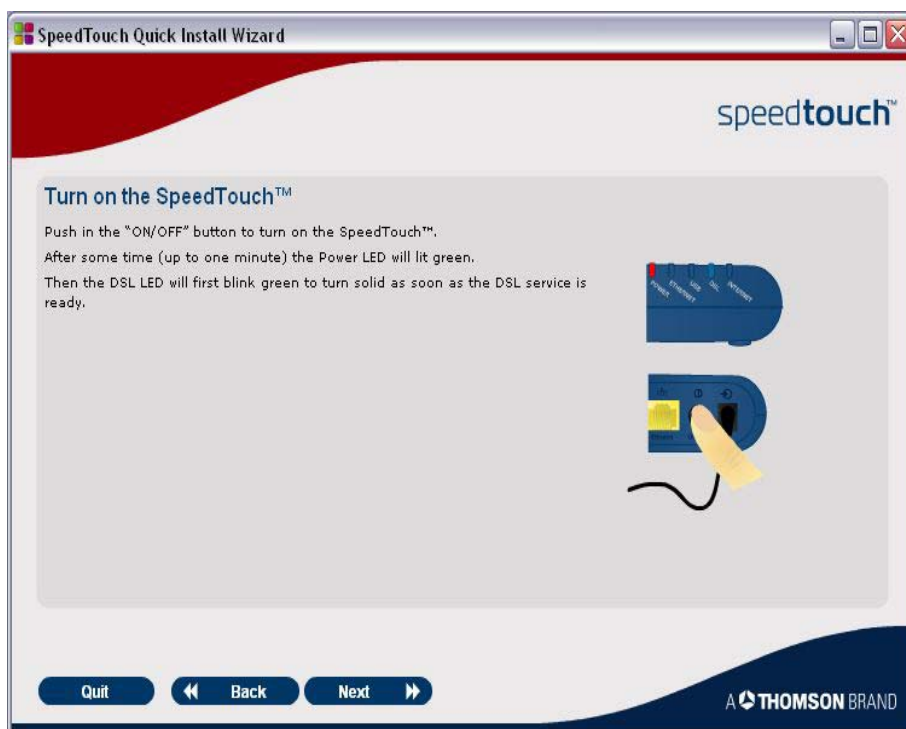 SpeedTouch Quick Install Wizard
speedtouch™
Turn on the SpeedTouch™
Push in the "ON/OFF" button to turn on the SpeedTouch™.
After some time (up to one minute) the Power LED will lit green.
Then the DSL LED will first blink green to turn solid as soon as the DSL service is
ready.
POWER
ETHERNET
USB
DSL
INTERNET
Quit
Back
Next
A THOMSON BRAND